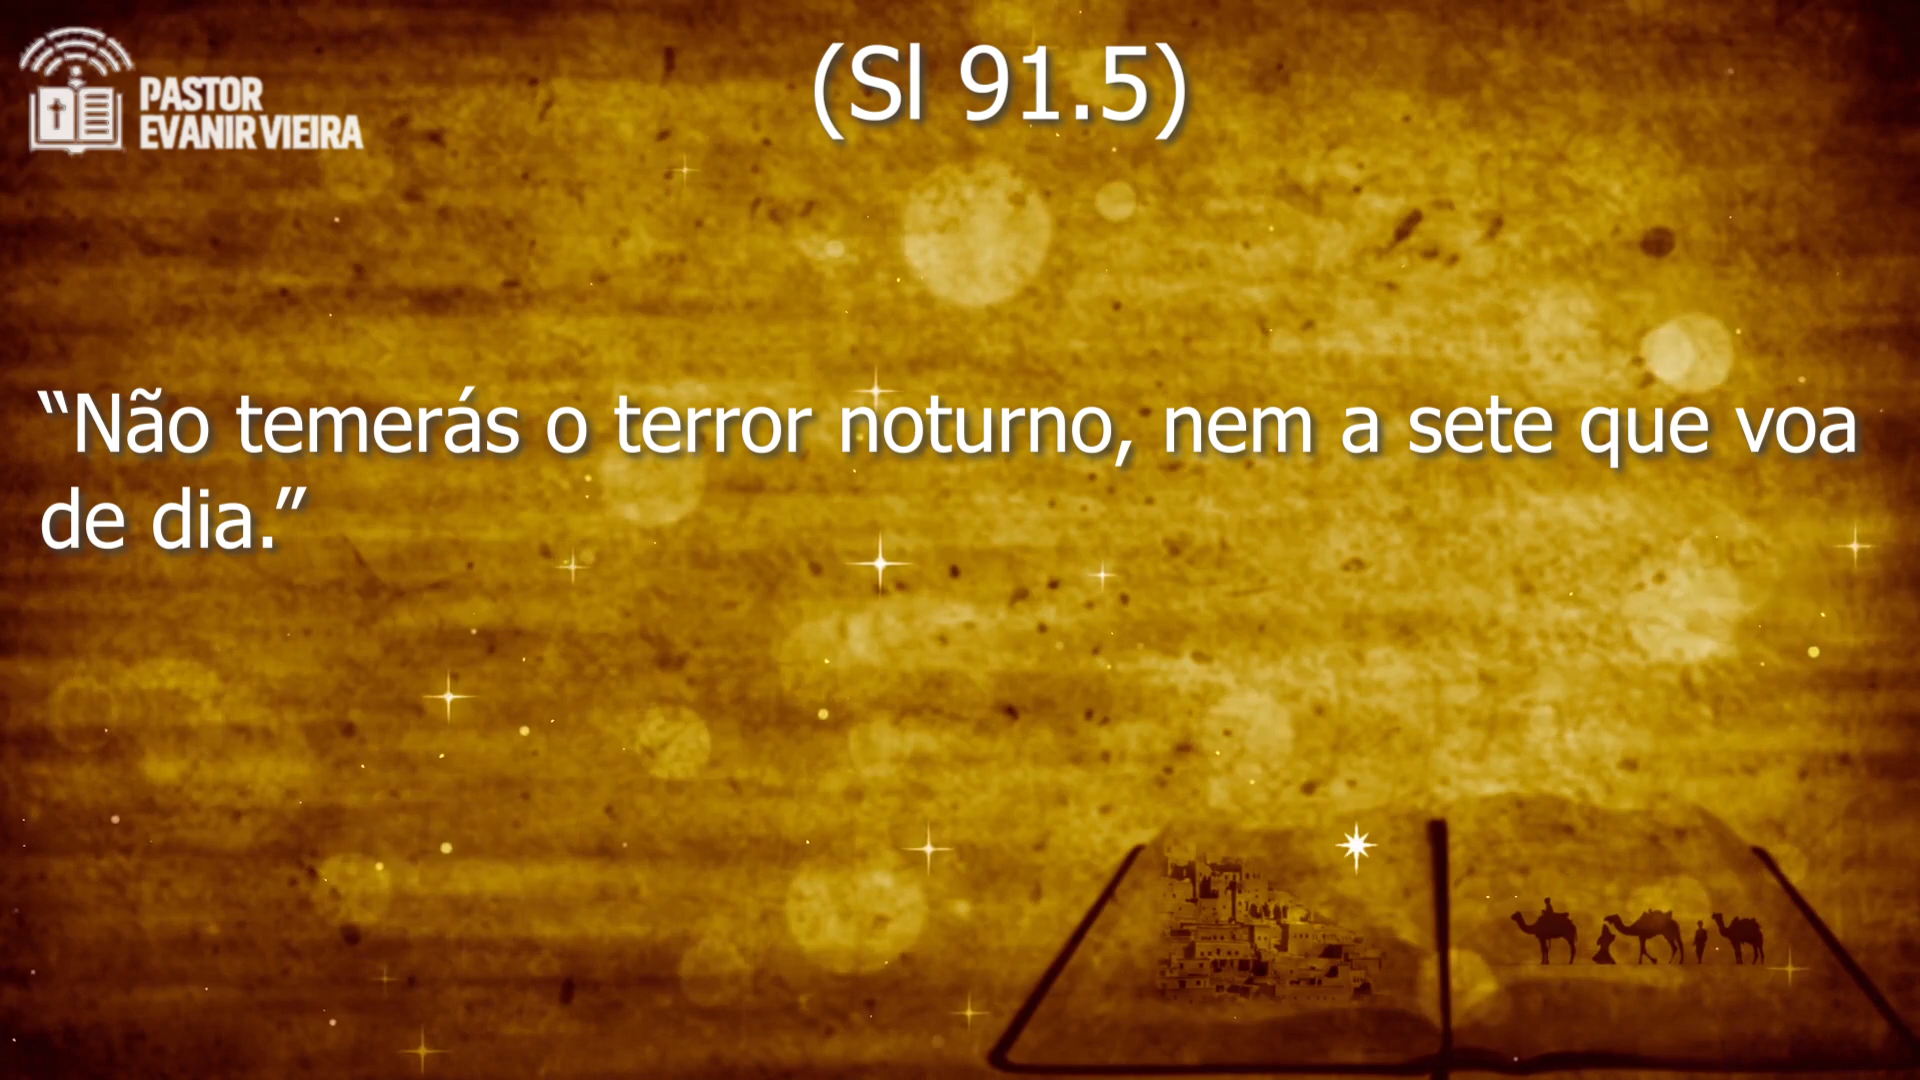 PASTOR
EVANIR VIEIRA
(Sl 91.5)
“Não temerás o terror noturno, nem a sete que voa
de dia.”